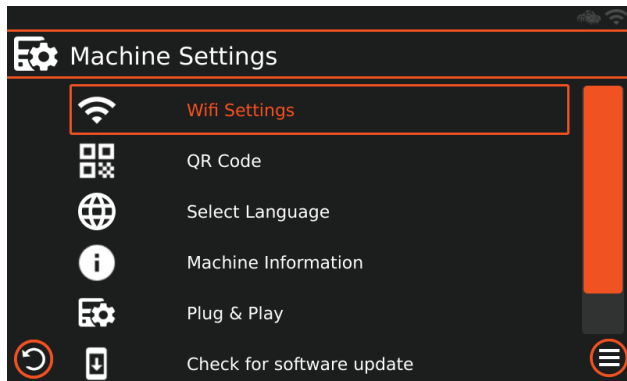 Machine Settings
Wifi Settings
QR Code
Select Language
Machine Information
Plug & Play
Check for software update